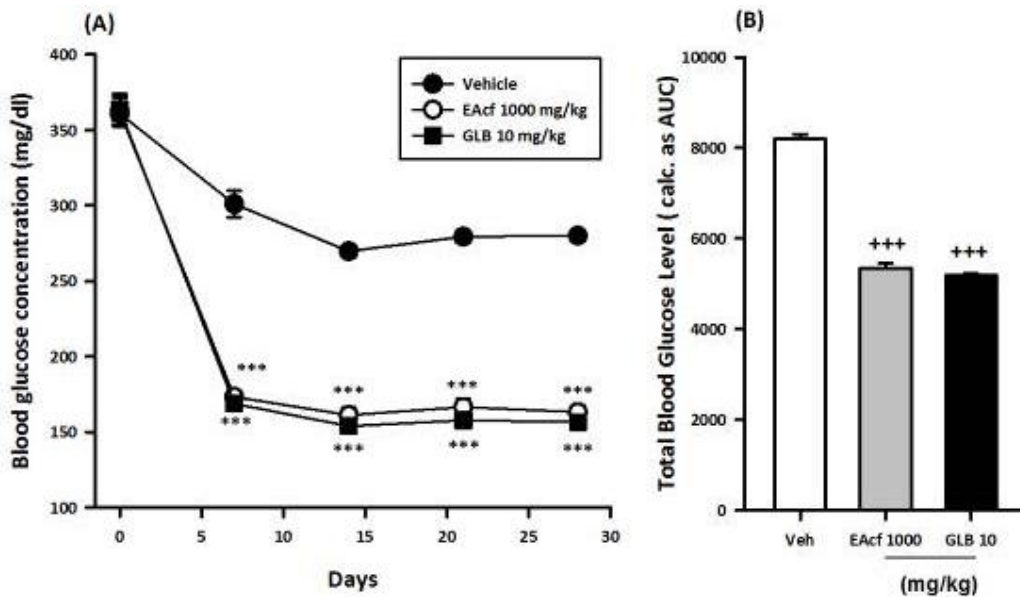 (A)
Blood glucose concentration (mg/dl)
400
350
300
250
200
150
100
Vehicle
EAcf 1000 mg/kg
GLB 10 mg/kg
***
***
***
***
***
***
***
***
0
5
10
15
20
25
30
Days
(B)
Total Blood Glucose Level ( calc. as AUC)
10000
8000
6000
4000
2000
0
+++
+++
Veh
EAcf 1000
GLB 10
(mg/kg)